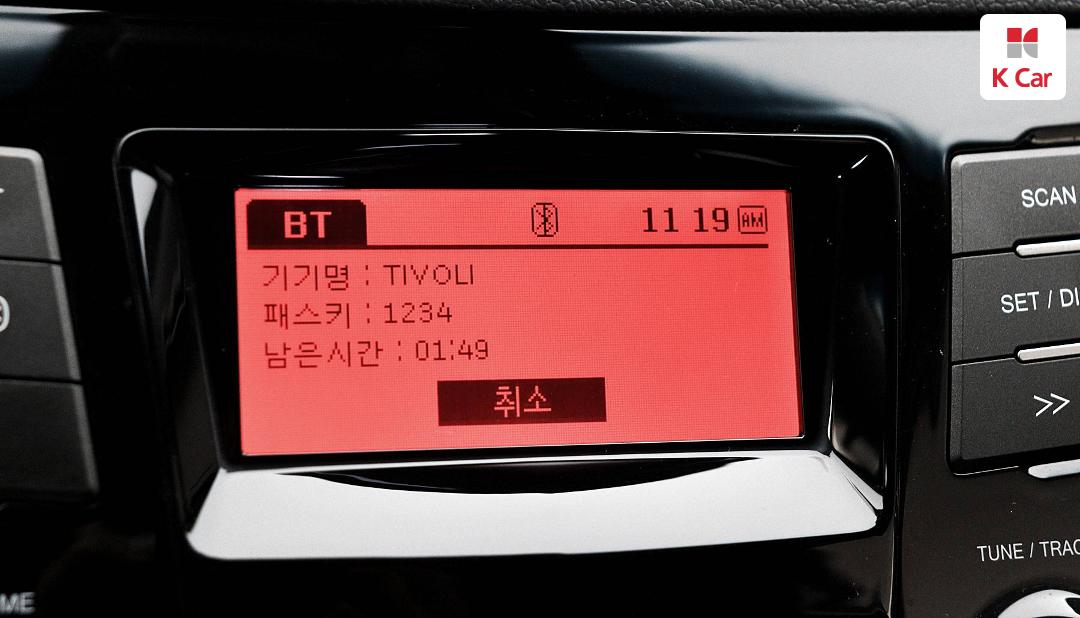 K Car
BT 11 19 AM
기기명 : TIVOLI
패스키 : 1234
남은시간 : 01:49
취소
SCAN
SET / DI
>>
TUNE / TRAC
ME